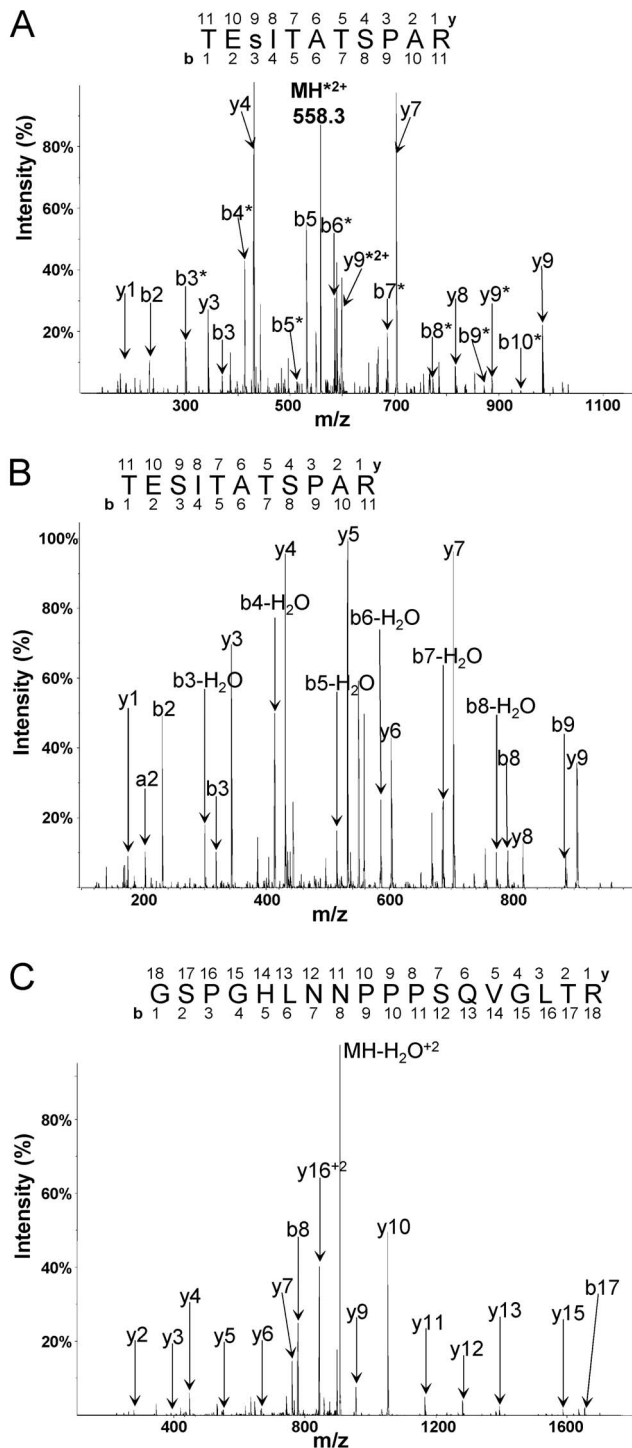 A
11 10 9 8 7 6 5 4 3 2 1 y
T E s I T A T S P A R
b 1 2 3 4 5 6 7 8 9 10 11
MH*2+
558.3
y4
y7
80%
60%
40%
20%
Intensity (%)
b4*
b5
b6*
y9*2+
y1
b2
b3*
y3
b3
b5*
b7*
b8*
y8
b9*
y9*
b10*
y9
300 500 700 900 1100
m/z
B
11 10 9 8 7 6 5 4 3 2 1 y
T E S I T A T S P A R
b 1 2 3 4 5 6 7 8 9 10 11
100%
80%
60%
40%
20%
Intensity (%)
y4
y5
y7
b4-H2O
b6-H2O
y3
b3-H2O
b7-H2O
y1
b2
b5-H2O
b8-H2O
a2
b3
y6
b8
b9
y9
y8
200 400 600 800
m/z
C
18 17 16 15 14 13 12 11 10 9 8 7 6 5 4 3 2 1 y
G S P G H L N N P P P S Q V G L T R
b 1 2 3 4 5 6 7 8 9 10 11 12 13 14 15 16 17 18
MH-H2O+2
80%
60%
40%
20%
Intensity (%)
y16+2
b8
y10
y7
y4
y2
y3
y5
y6
y9
y11
y12
y13
y15
b17
400 800 1200 1600
m/z